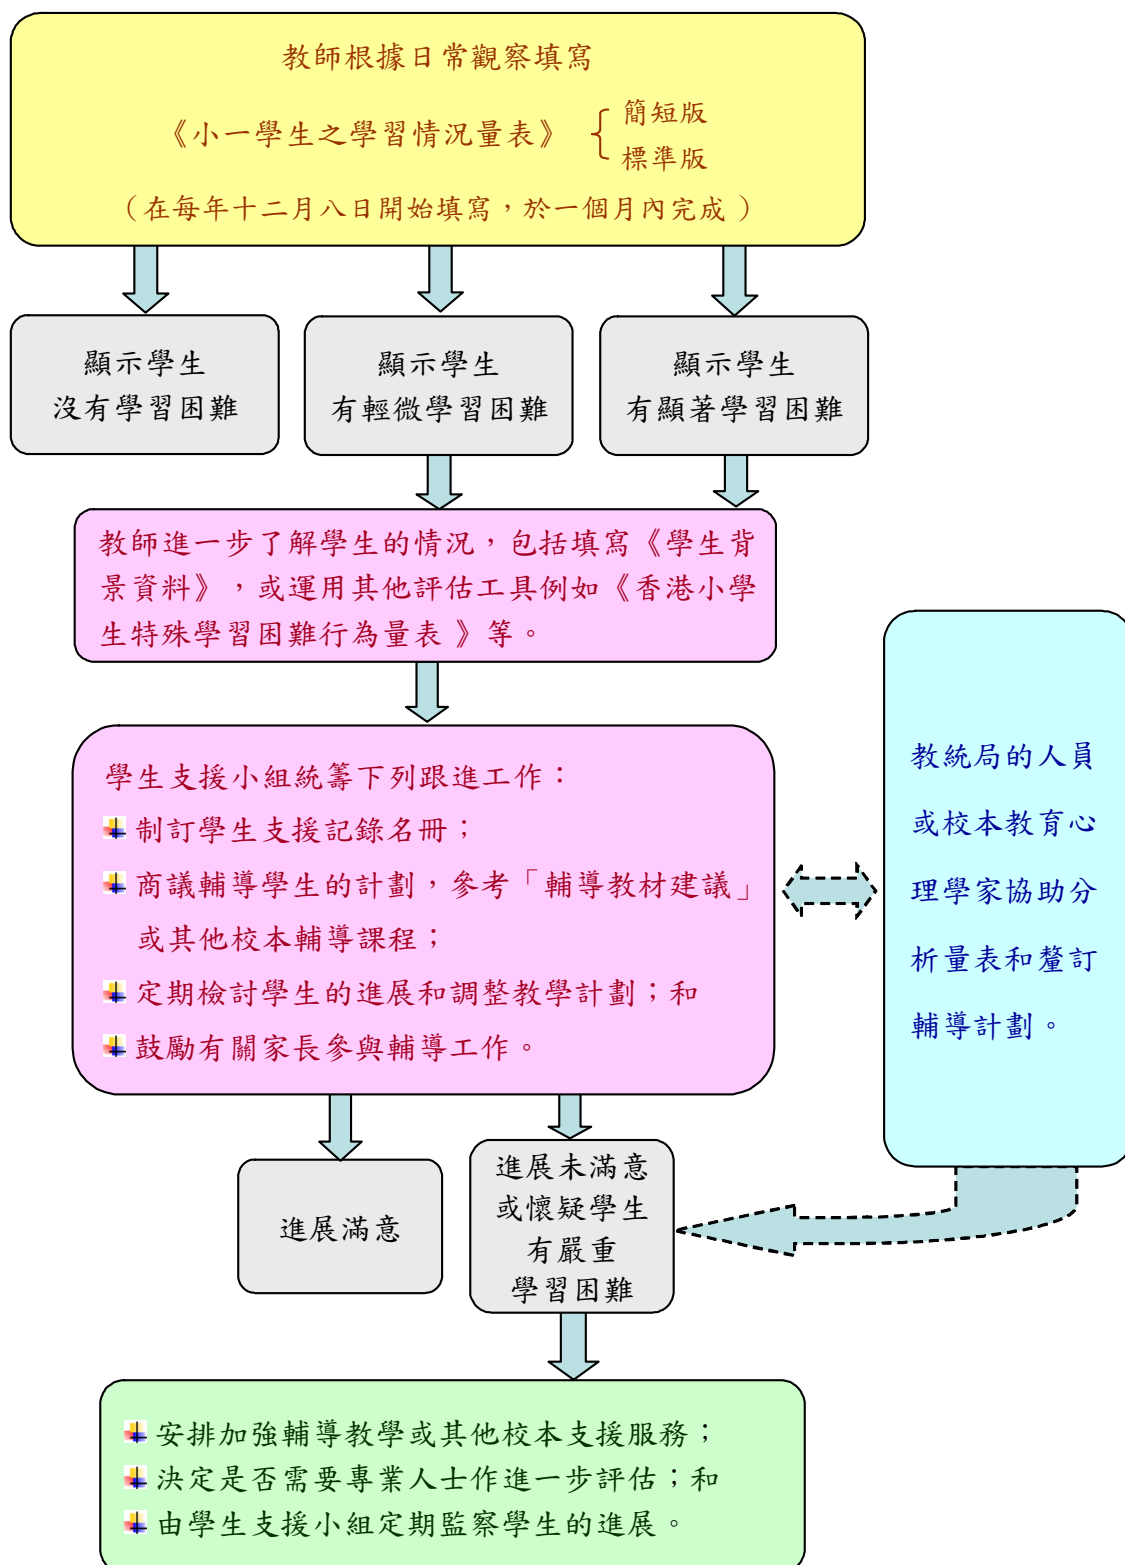 教師根據日常觀察填寫
《小一學生之學習情況量表》
簡短版
標準版
（在每年十二月八日開始填寫，於一個月內完成 ）
顯示學生
沒有學習困難
顯示學生
有輕微學習困難
顯示學生
有顯著學習困難
教師進一步了解學生的情況，包括填寫《學生背
景資料》，或運用其他評估工具例如《香港小學
生特殊學習困難行為量表 》等。
學生支援小組統籌下列跟進工作：
制訂學生支援記錄名冊；
商議輔導學生的計劃，參考「輔導教材建議」
或其他校本輔導課程；
定期檢討學生的進展和調整教學計劃；和
鼓勵有關家長參與輔導工作。
教統局的人員
或校本教育心
理學家協助分
析量表和釐訂
輔導計劃。
進展滿意
進展未滿意
或懷疑學生
有嚴重
學習困難
安排加強輔導教學或其他校本支援服務；
決定是否需要專業人士作進一步評估；和
由學生支援小組定期監察學生的進展。